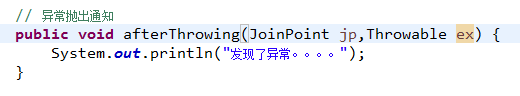 // 异常抛出通知
public void afterThrowing(JoinPoint jp,Throwable ex) {
System.out.println("发现了异常。。。。");
}